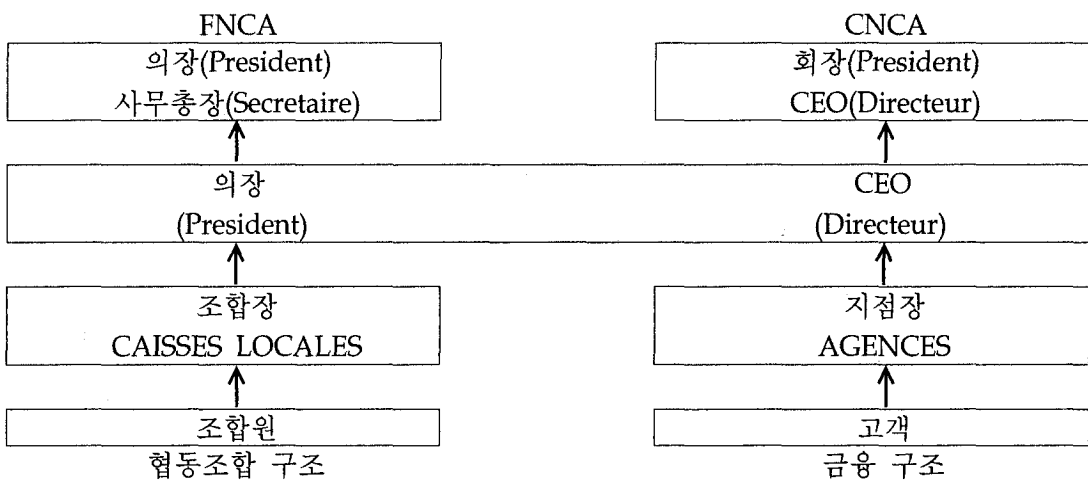 FNCA CNCA
의장(President) 회장(President)
사무총장(Secretaire) CEO(Directeur)
의장 CEO
(President) (Directeur)
조합장 지점장
CAISSES LOCALES AGENCES
조합원 고객
협동조합 구조 금융 구조